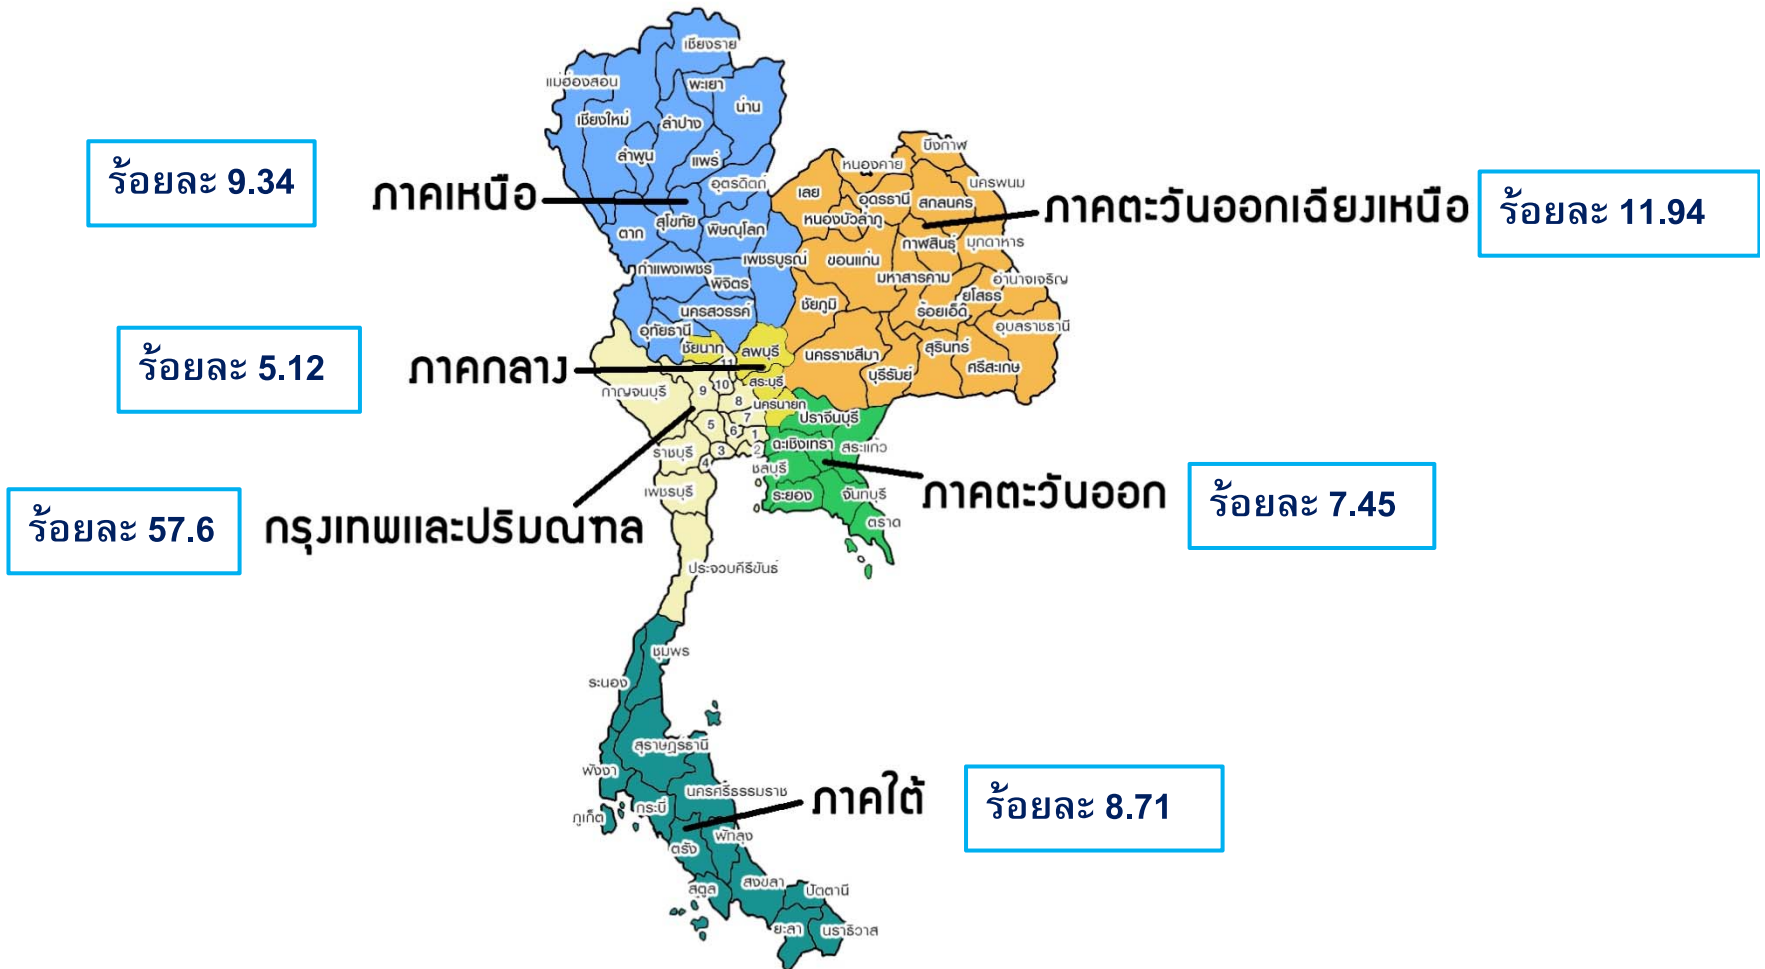 เชียงราย
แม่ฮ่องสอน
พะเยา
น่าน
เชียงใหม่
ลำปาง
ลำพูน
แพร่
อุตรดิตถ์
ร้อยละ 9.34
ภาคเหนือ
ตาก
สุโขทัย
พิษณุโลก
เพชรบูรณ์
กำแพงเพชร
พิจิตร
นครสวรรค์
อุทัยธานี
บึงกาฬ
หนองคาย
นครพนม
เลย
อุดรธานี
สกลนคร
หนองบัวลำภู
ภาคตะวันออกเฉียงเหนือ
ร้อยละ 11.94
กาฬสินธุ์
มุกดาหาร
ขอนแก่น
มหาสารคาม
อำนาจเจริญ
ยโสธร
ชัยภูมิ
ร้อยเอ็ด
อุบลราชธานี
นครราชสีมา
สุรินทร์
ศรีสะเกษ
บุรีรัมย์
ร้อยละ 5.12
ภาคกลาง
ชัยนาท
ลพบุรี
11
สระบุรี
10
9
8
นครนายก
กาญจนบุรี
7
5
6
1
3
2
4
ราชบุรี
เพชรบุรี
ประจวบคีรีขันธ์
ร้อยละ 57.6
กรุงเทพและปริมณฑล
ปราจีนบุรี
ฉะเชิงเทรา
สระแก้ว
ชลบุรี
ระยอง
จันทบุรี
ตราด
ภาคตะวันออก
ร้อยละ 7.45
ชุมพร
ระนอง
สุราษฎร์ธานี
พังงา
นครศรีธรรมราช
กระบี่
ภูเก็ต
ภาคใต้
ร้อยละ 8.71
พัทลุง
ตรัง
สตูล
สงขลา
ปัตตานี
ยะลา
นราธิวาส